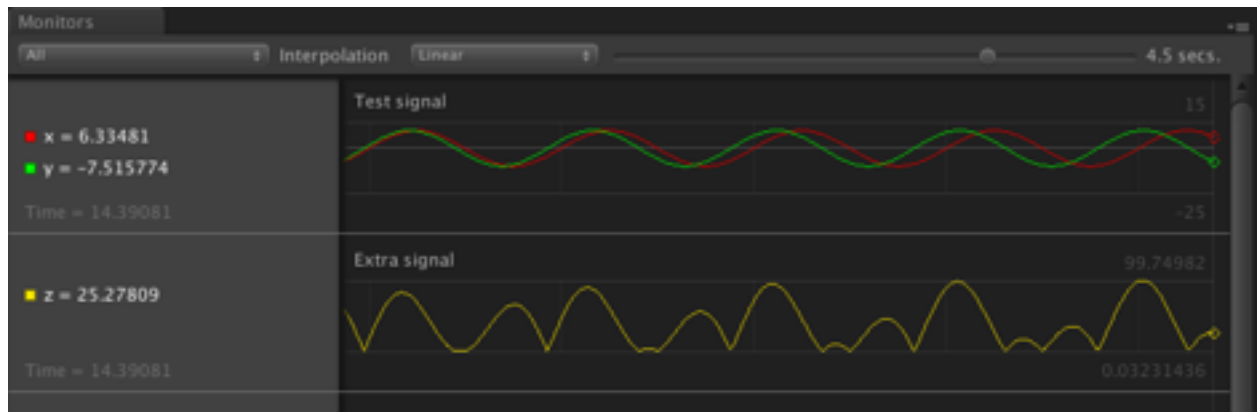 Monitors
All Interpolation Linear 4.5 secs.
Test signal
15
x = 6.33481
y = -7.515774
Time = 14.39081
-25
Extra signal
99.74982
z = 25.27809
Time = 14.39081
0.03231436